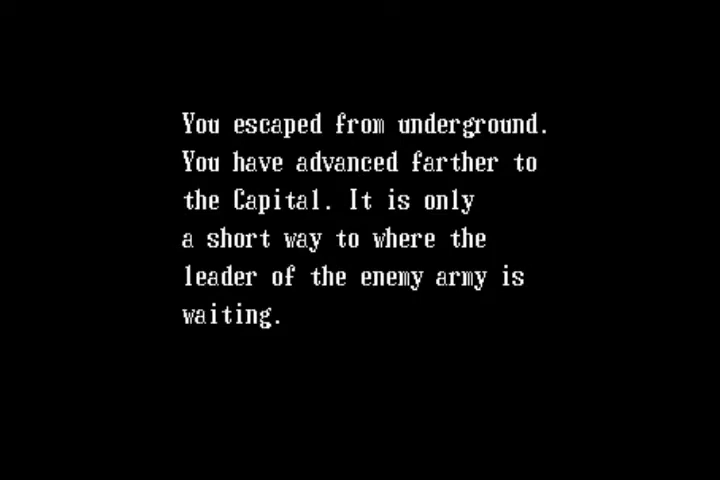 You escaped from underground.
You have advanced farther to
the Capital. It is only
a short way to where the
leader of the enemy army is
waiting.